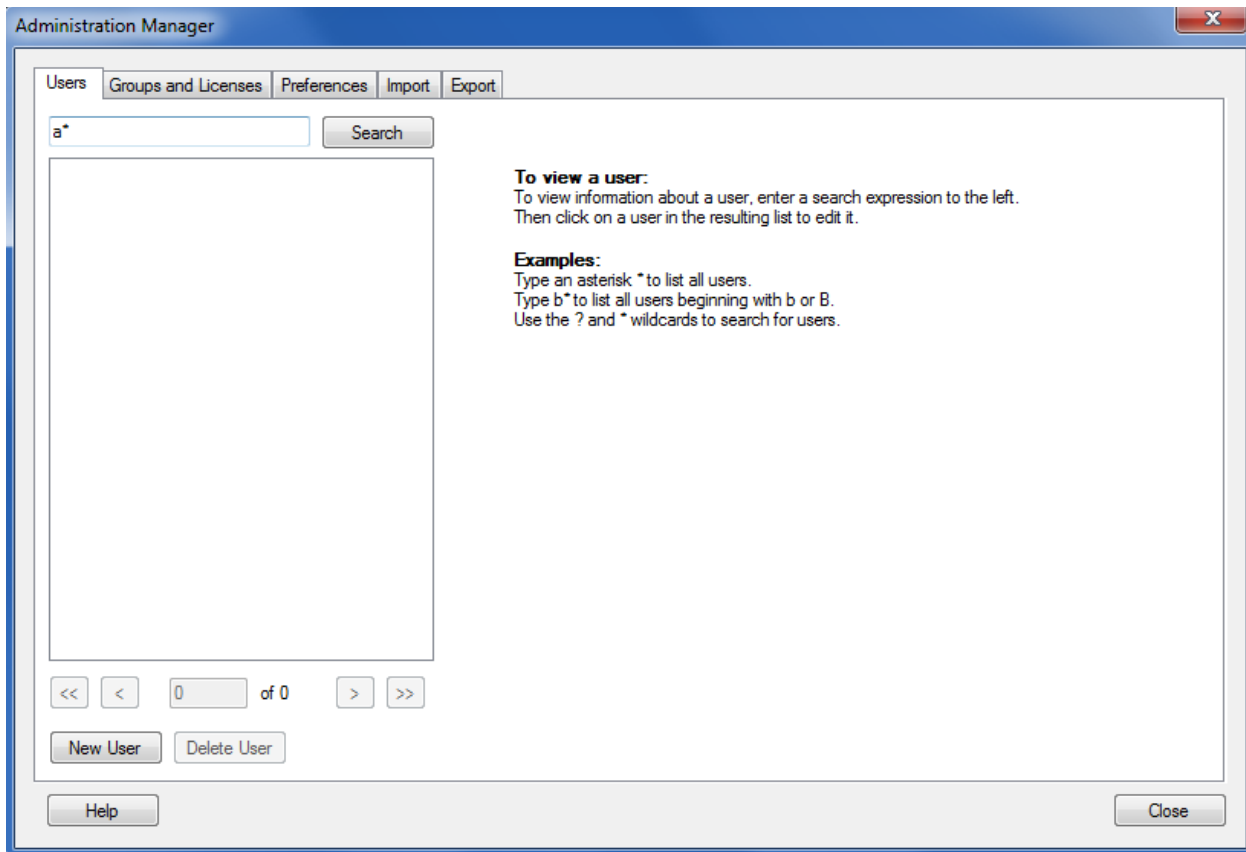 Administration Manager
x
Users Groups and Licenses Preferences Import Export
a* Search
To view a user:
To view information about a user, enter a search expression to the left.
Then click on a user in the resulting list to edit it.
Examples:
Type an asterisk * to list all users.
Type b* to list all users beginning with b or B.
Use the ? and * wildcards to search for users.
<< < 0 of 0 > >>
New User Delete User
Help Close